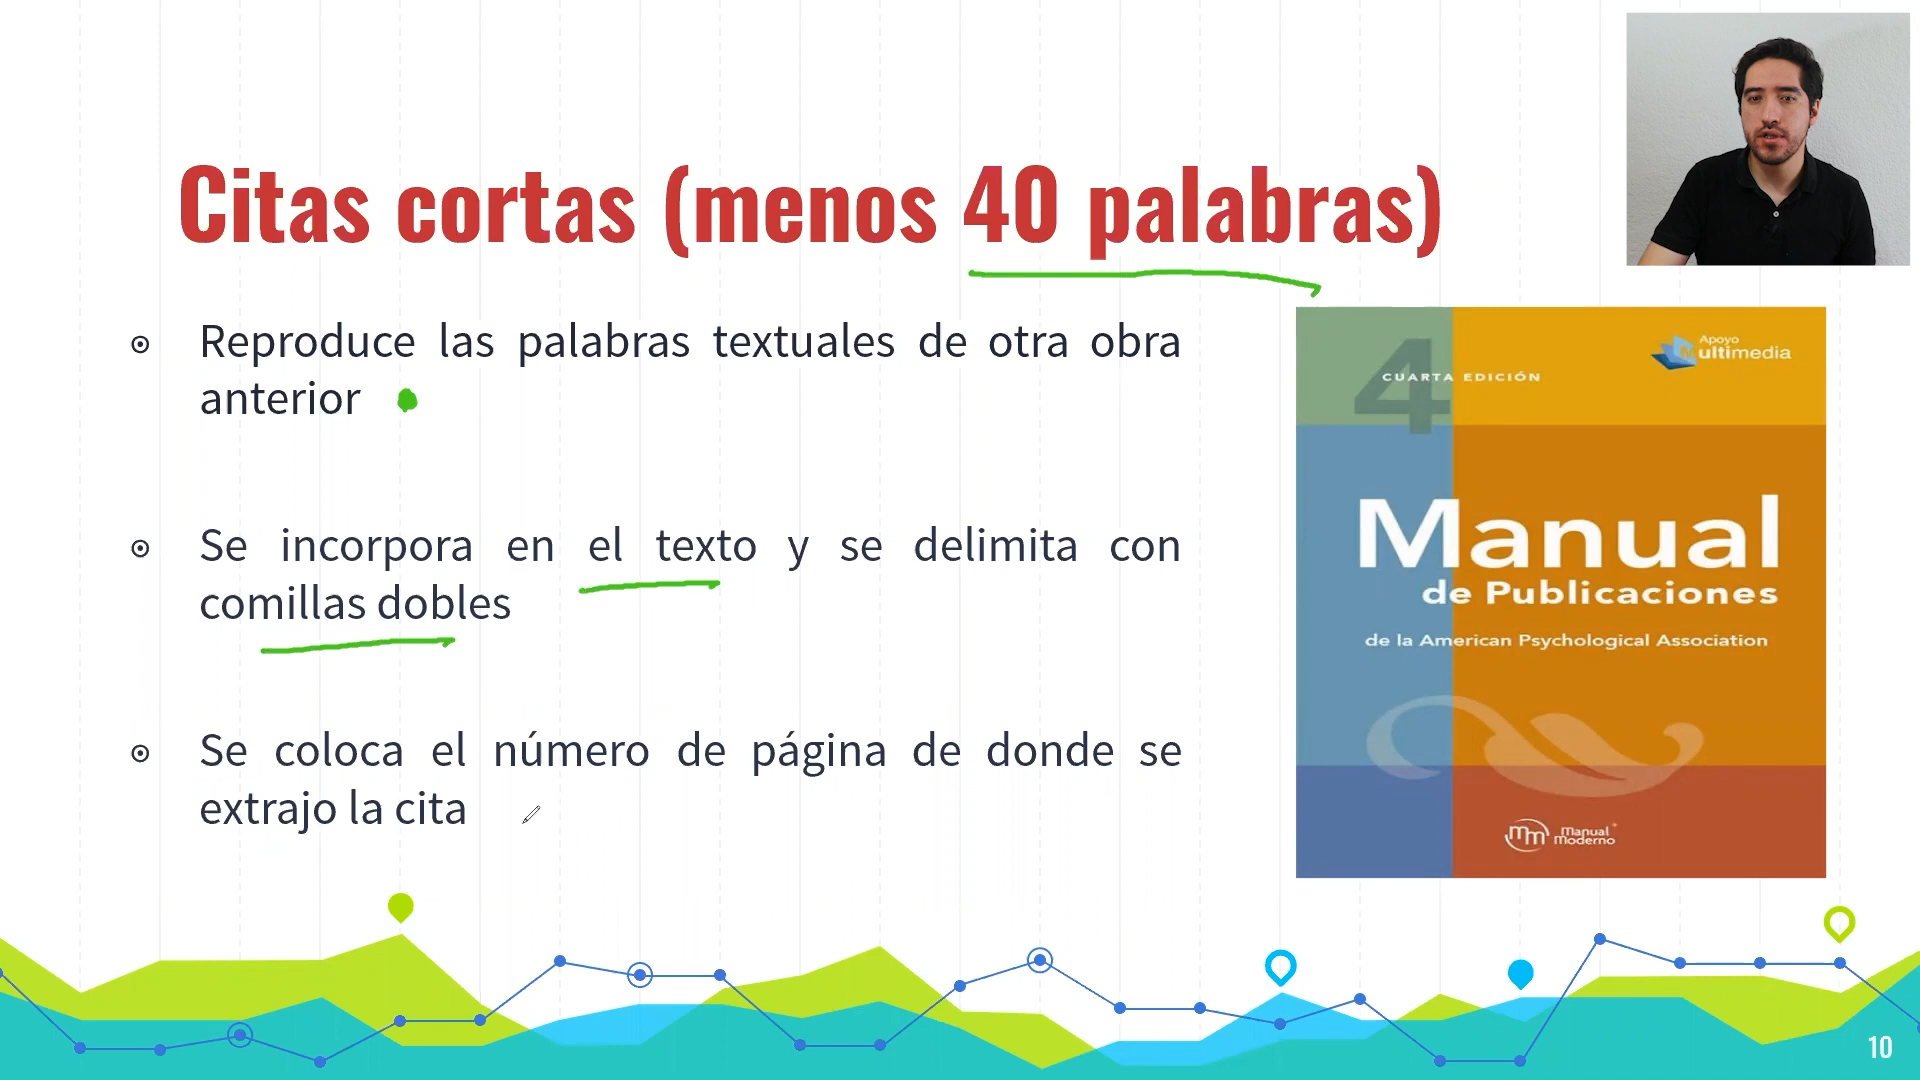 Citas cortas (menos 40 palabras)
Reproduce las palabras textuales de otra obra
anterior
Se incorpora en el texto y se delimita con
comillas dobles
Se coloca el número de página de donde se
extrajo la cita
4
CUARTA EDICIÓN
Apoyo
Multimedia
Manual
de Publicaciones
de la American Psychological Association
mm Manual
Moderno
10